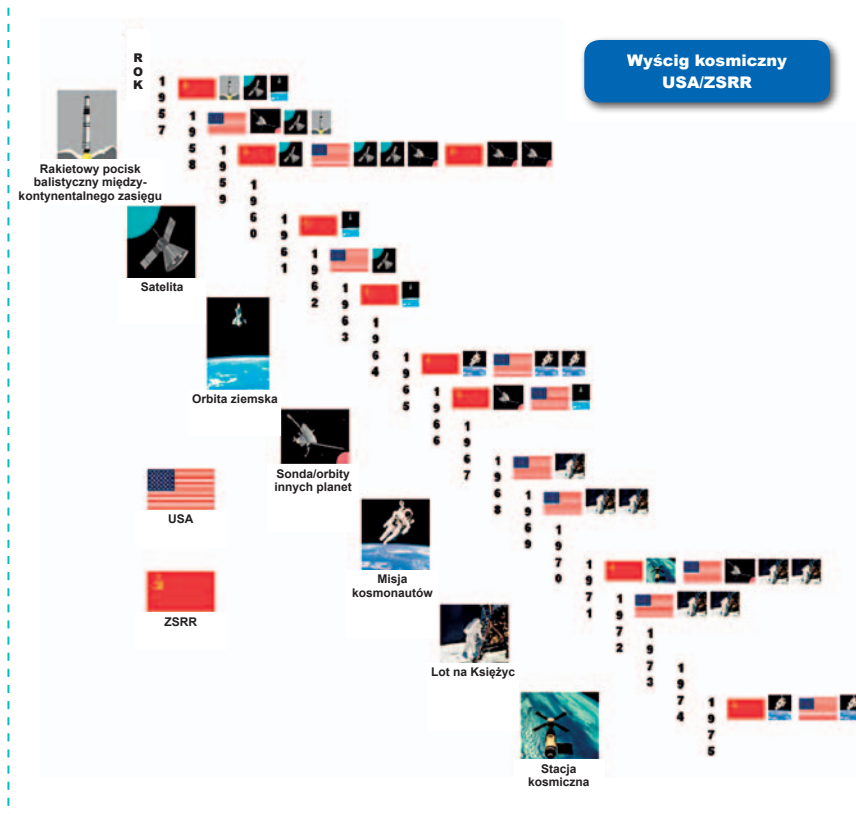 Wyścig kosmiczny
USA/ZSRR
ROK
1957
1958
1959
1960
1961
1962
1963
1964
1965
1966
1967
1968
1969
1970
1971
1972
1973
1974
1975
Rakietowy pocisk
balistyczny między-
kontynentalnego zasięgu
Satelita
Orbita ziemska
Sonda/orbity
innych planet
USA
Misja
kosmonautów
ZSRR
Lot na Księżyc
Stacja
kosmiczna